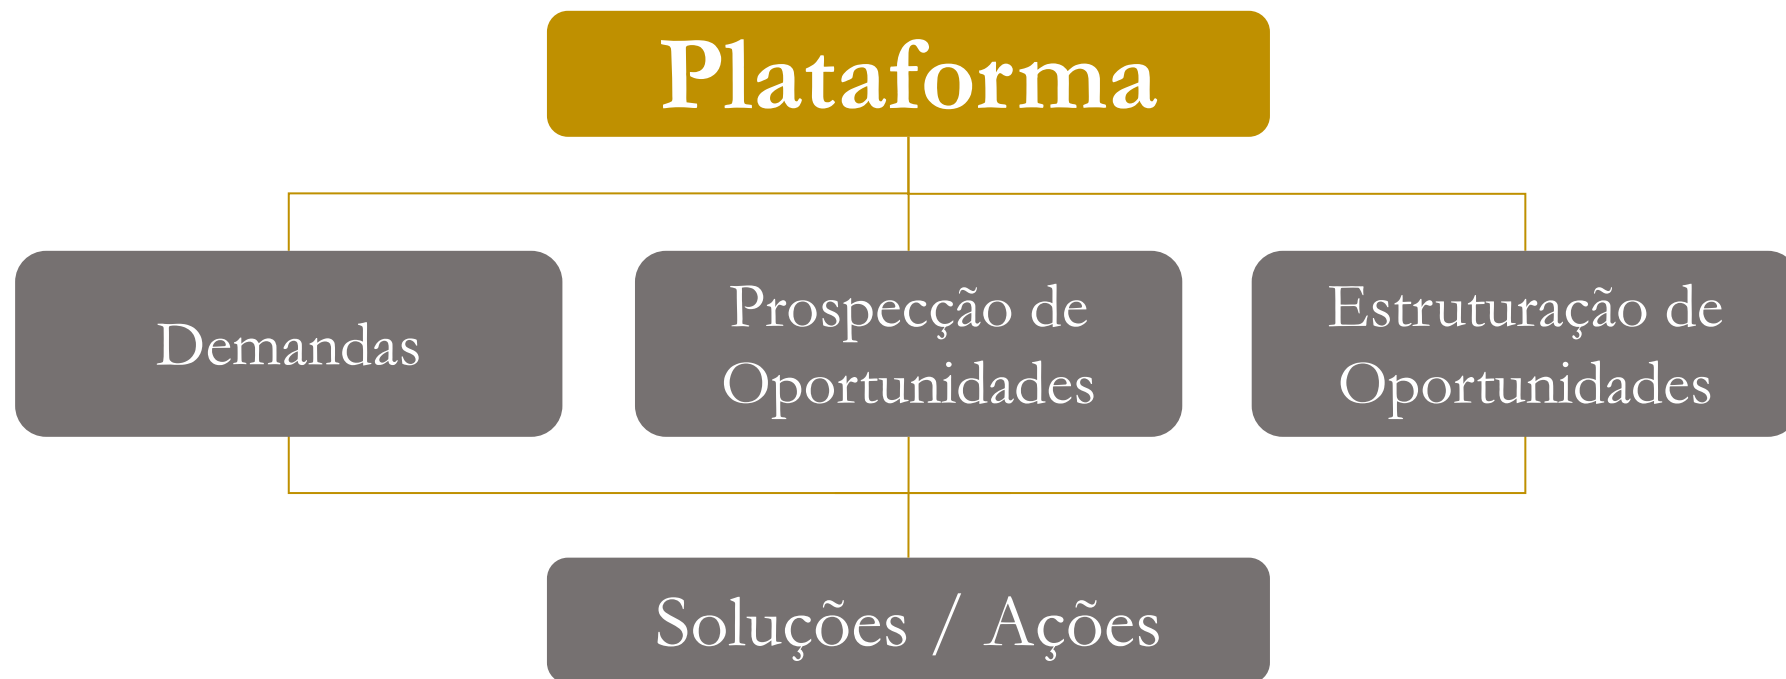 Plataforma
Demandas
Prospecção de
Oportunidades
Estruturação de
Oportunidades
Soluções / Ações